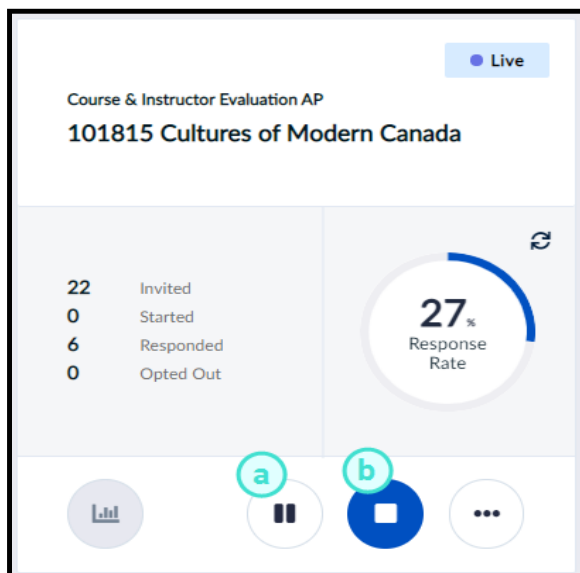 Live
Course & Instructor Evaluation AP
101815 Cultures of Modern Canada
22 Invited
0 Started
6 Responded
0 Opted Out
27%
Response
Rate
a
b